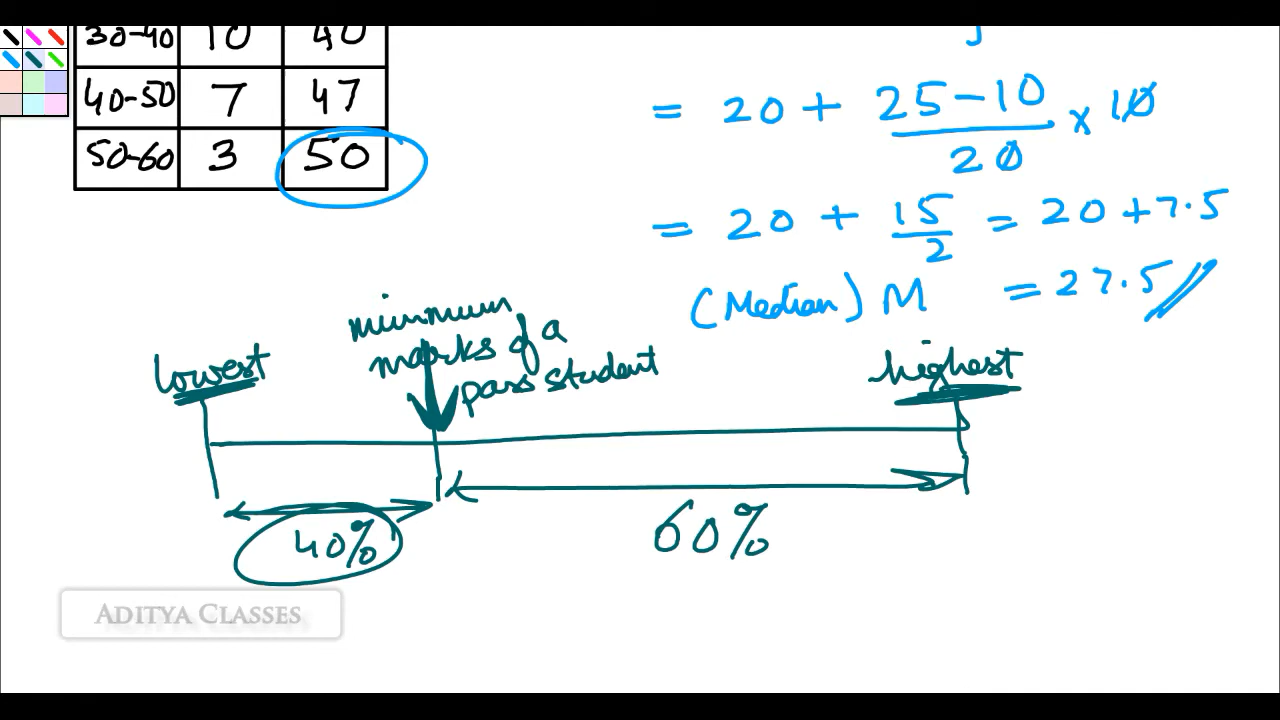 30-40 10 40
40-50 7 47
50-60 3 50
= 20 + 25-10/20 × 10
= 20 + 15/2 = 20 + 7.5
(Median) M = 27.5 //
minimum
marks of a
pass student
lowest
highest
40%
60%
ADITYA CLASSES